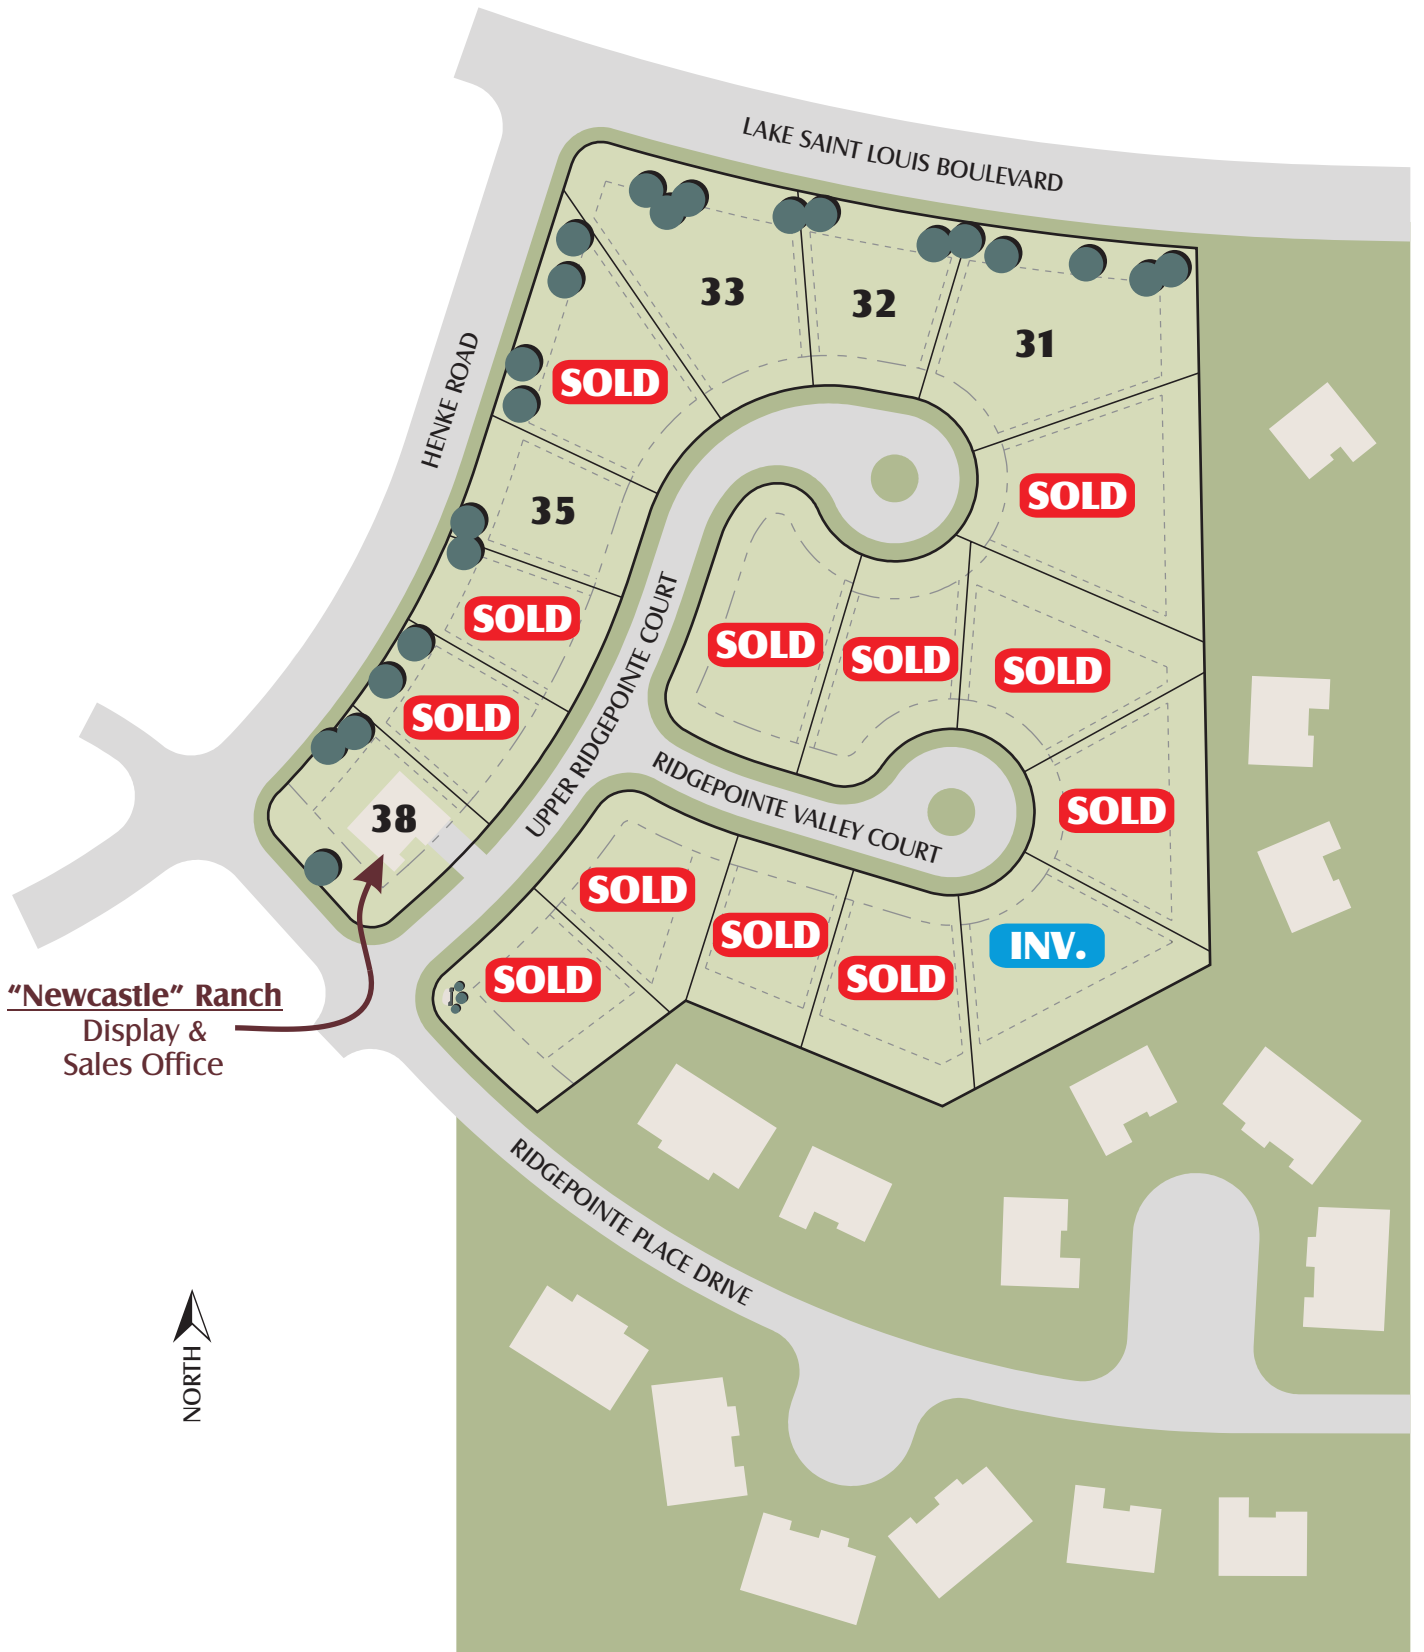 LAKE SAINT LOUIS BOULEVARD
33
32
31
HENKE ROAD
SOLD
SOLD
35
SOLD
SOLD
SOLD
SOLD
UPPER RIDGEPOINTE COURT
SOLD
RIDGEPOINTE VALLEY COURT
SOLD
38
SOLD
SOLD
INV.
SOLD
SOLD
"Newcastle" Ranch
Display &
Sales Office
RIDGEPOINTE PLACE DRIVE
NORTH